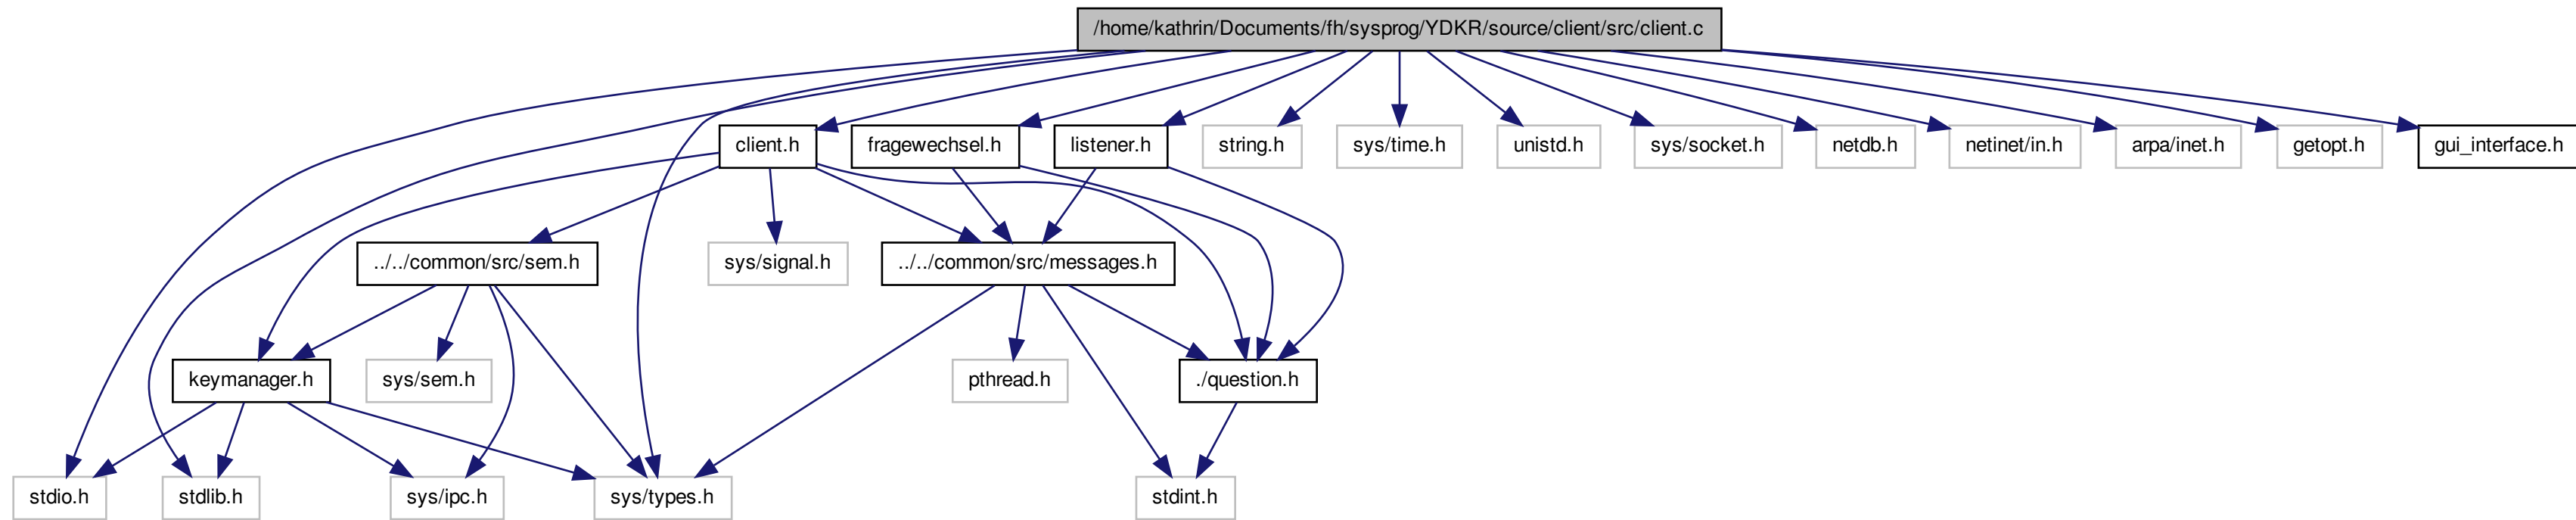 /home/kathrin/Documents/fh/sysprog/YDKR/source/client/src/client.c
client.h
fragewechsel.h
listener.h
string.h
sys/time.h
unistd.h
sys/socket.h
netdb.h
netinet/in.h
arpa/inet.h
getopt.h
gui_interface.h
../../common/src/sem.h
sys/signal.h
../../common/src/messages.h
keymanager.h
sys/sem.h
pthread.h
./question.h
stdio.h
stdlib.h
sys/ipc.h
sys/types.h
stdint.h